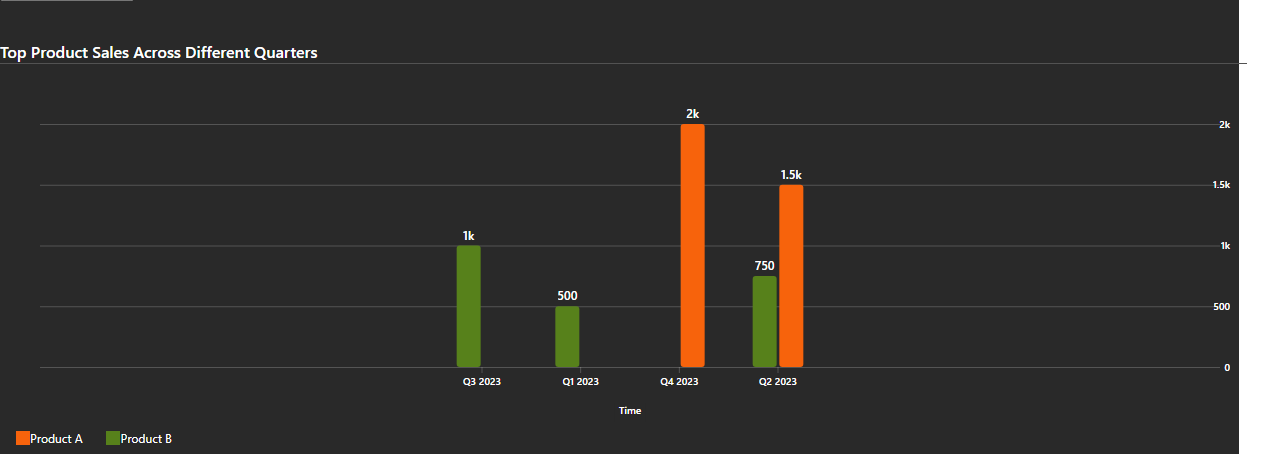 Top Product Sales Across Different Quarters
2k
2k
1.5k
1.5k
1k
1k
750
500
500
0
Q3 2023 Q1 2023 Q4 2023 Q2 2023
Time
Product A Product B